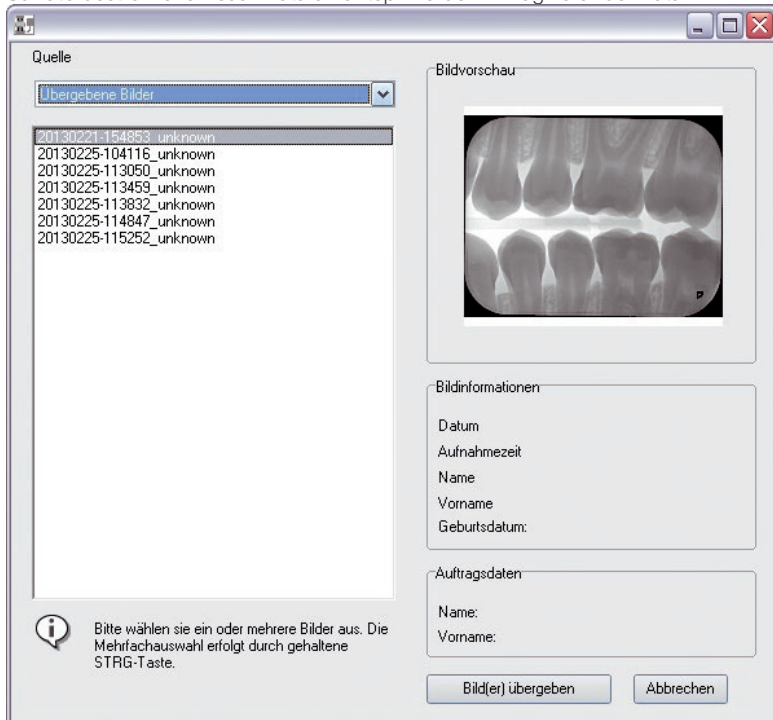 Quelle
Übergebene Bilder
20130221-154853_unknown
20130225-104116_unknown
20130225-113050_unknown
20130225-113459_unknown
20130225-113832_unknown
20130225-114847_unknown
20130225-115252_unknown
Bitte wählen sie ein oder mehrere Bilder aus. Die
Mehrfachauswahl erfolgt durch gehaltene
STRG-Taste.
Bildvorschau
Bildinformationen
Datum
Aufnahmezeit
Name
Vorname
Geburtsdatum:
Auftragsdaten
Name:
Vorname:
Bild(er) übergeben
Abbrechen